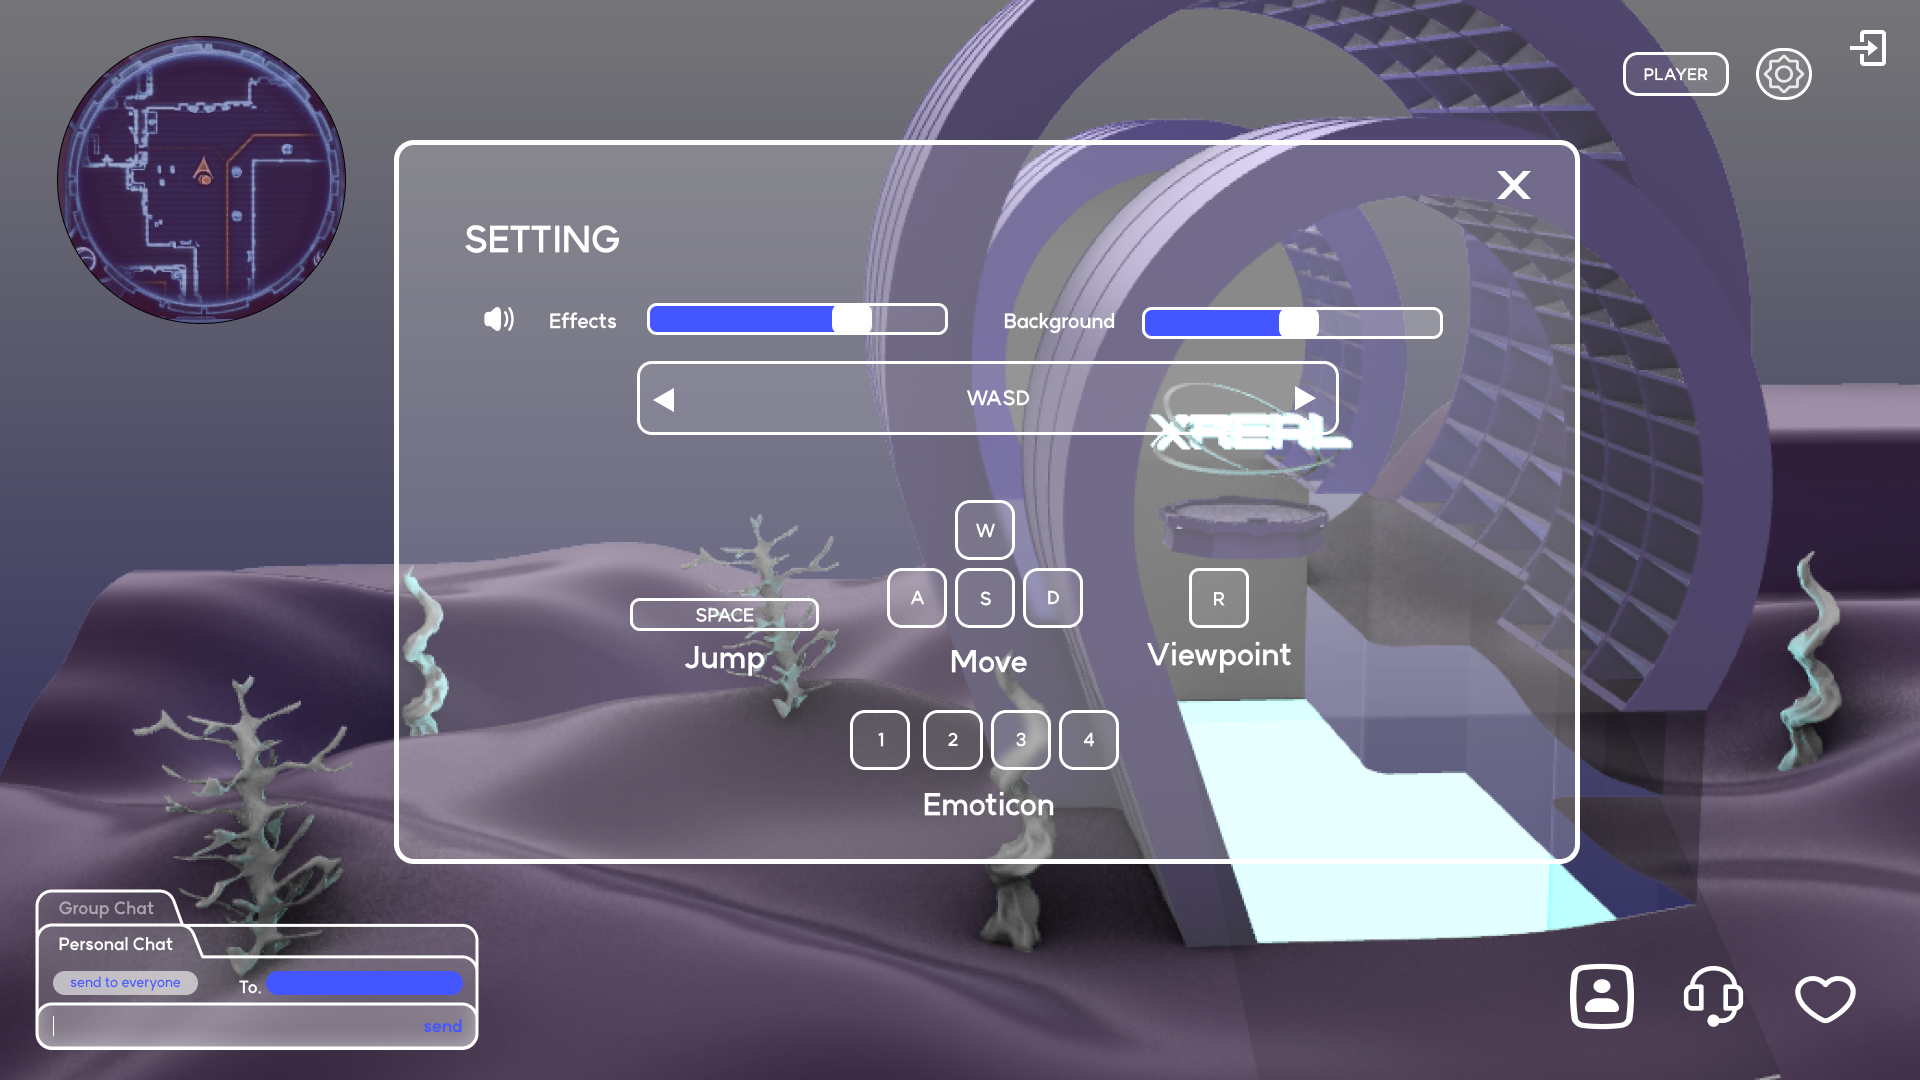 PLAYER
X
SETTING
Effects
Background
WASD
XREAL
W
A
S
D
R
SPACE
Jump
Move
Viewpoint
1
2
3
4
Emoticon
Group Chat
Personal Chat
send to everyone
To.
send